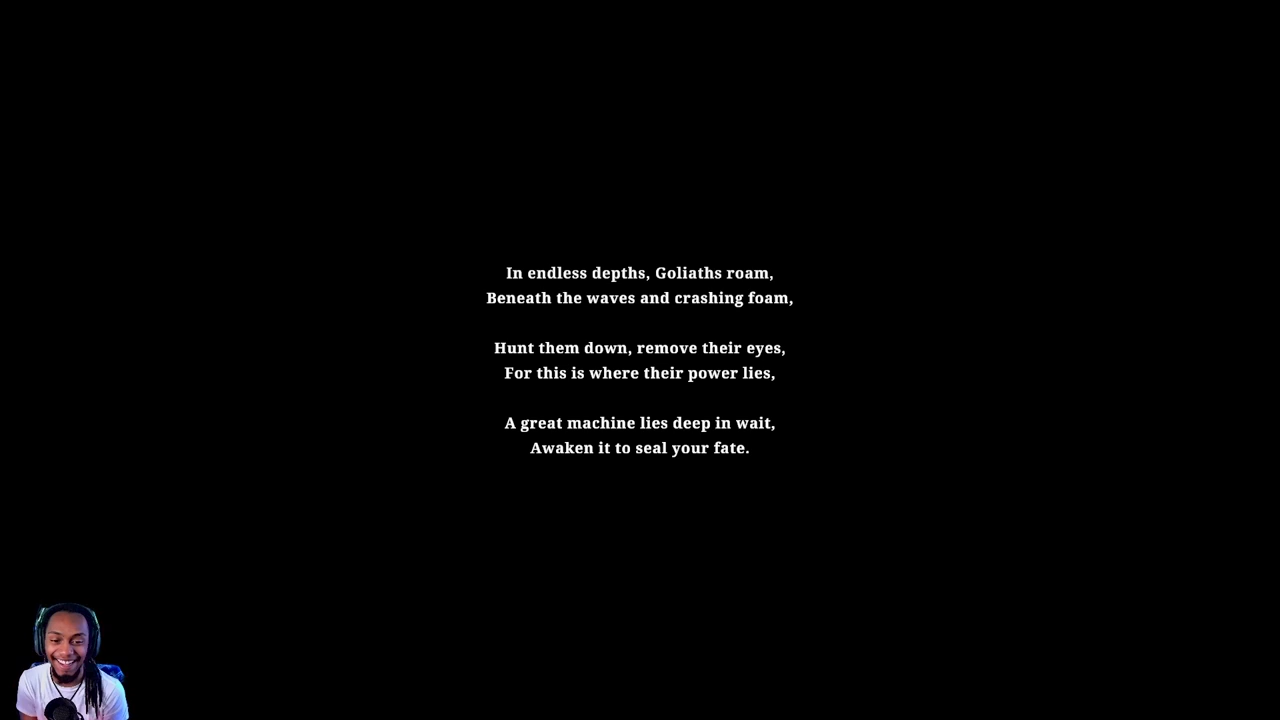 In endless depths, Goliaths roam,
Beneath the waves and crashing foam,
Hunt them down, remove their eyes,
For this is where their power lies,
A great machine lies deep in wait,
Awaken it to seal your fate.